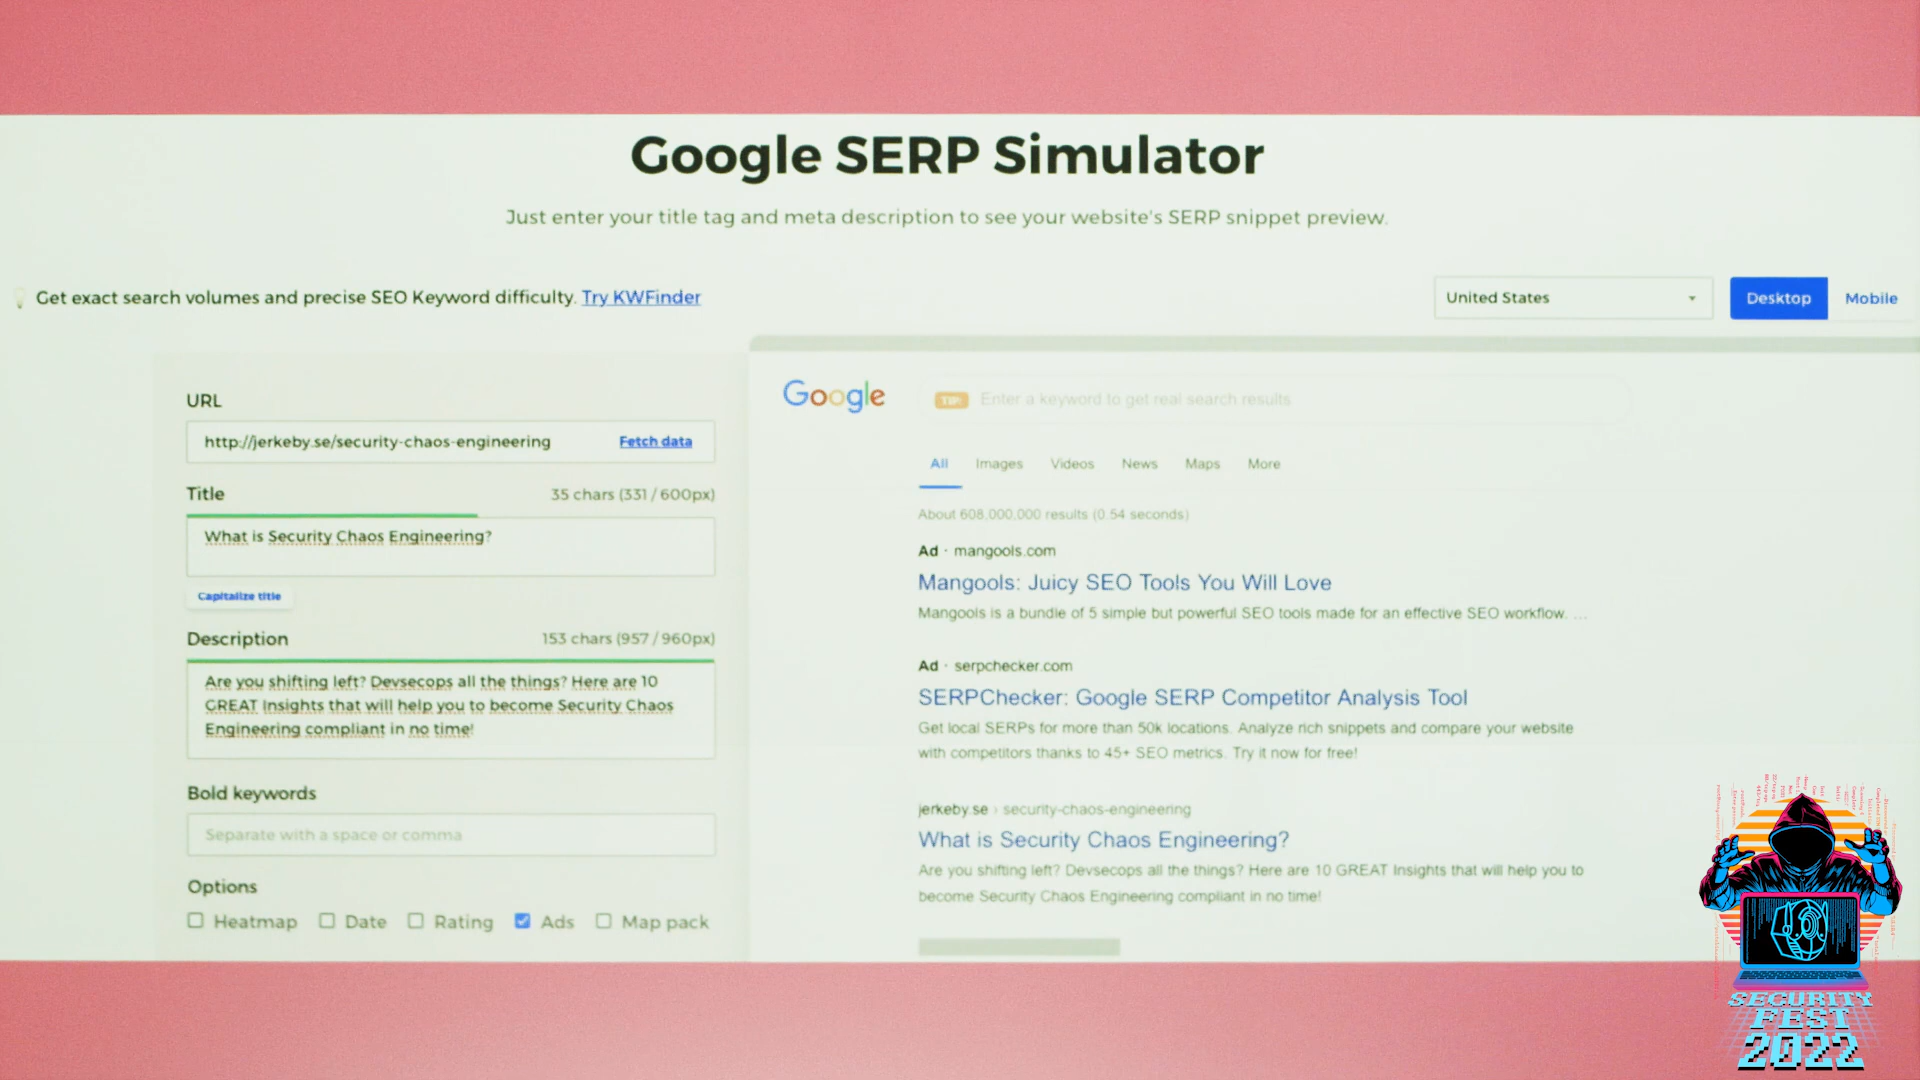 Google SERP Simulator
Just enter your title tag and meta description to see your website's SERP snippet preview.
Get exact search volumes and precise SEO Keyword difficulty. Try KWFinder
United States
Desktop
Mobile
URL
http://jerkeby.se/security-chaos-engineering
Fetch data
Title
35 chars (331 / 600px)
What is Security Chaos Engineering?
Capitalize title
Description
153 chars (957 / 960px)
Are you shifting left? Devsecops all the things? Here are 10
GREAT Insights that will help you to become Security Chaos
Engineering compliant in no time!
Bold keywords
Separate with a space or comma
Options
Heatmap
Date
Rating
Ads
Map pack
Google
TIP:
Enter a keyword to get real search results
All
Images
Videos
News
Maps
More
About 608,000,000 results (0.54 seconds)
Ad · mangools.com
Mangools: Juicy SEO Tools You Will Love
Mangools is a bundle of 5 simple but powerful SEO tools made for an effective SEO workflow. ...
Ad · serpchecker.com
SERPChecker: Google SERP Competitor Analysis Tool
Get local SERPs for more than 50k locations. Analyze rich snippets and compare your website
with competitors thanks to 45+ SEO metrics. Try it now for free!
jerkeby.se › security-chaos-engineering
What is Security Chaos Engineering?
Are you shifting left? Devsecops all the things? Here are 10 GREAT Insights that will help you to
become Security Chaos Engineering compliant in no time!
SECURITY
FEST
2022